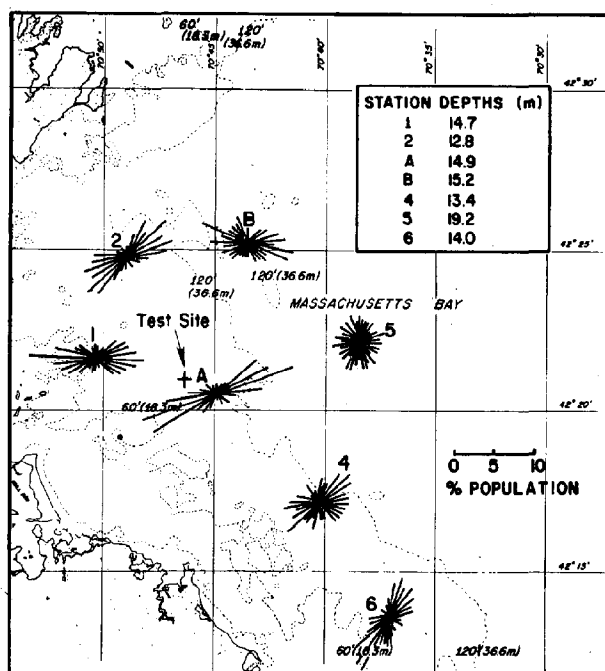 60' 120'
(18.3m) (36.6m)
70° 50'
70° 45'
70° 40'
70° 35'
70° 30'
42° 30'
STATION DEPTHS (m)
1 14.7
2 12.8
A 14.9
B 15.2
4 13.4
5 19.2
6 14.0
B
2
42° 25'
120' (36.6m)
120'
(36.6m)
MASSACHUSETTS BAY
Test Site
5
1
A
60' (18.3m)
42° 20'
0 5 10
% POPULATION
4
42° 15'
6
60' (18.3m)
120' (36.6m)